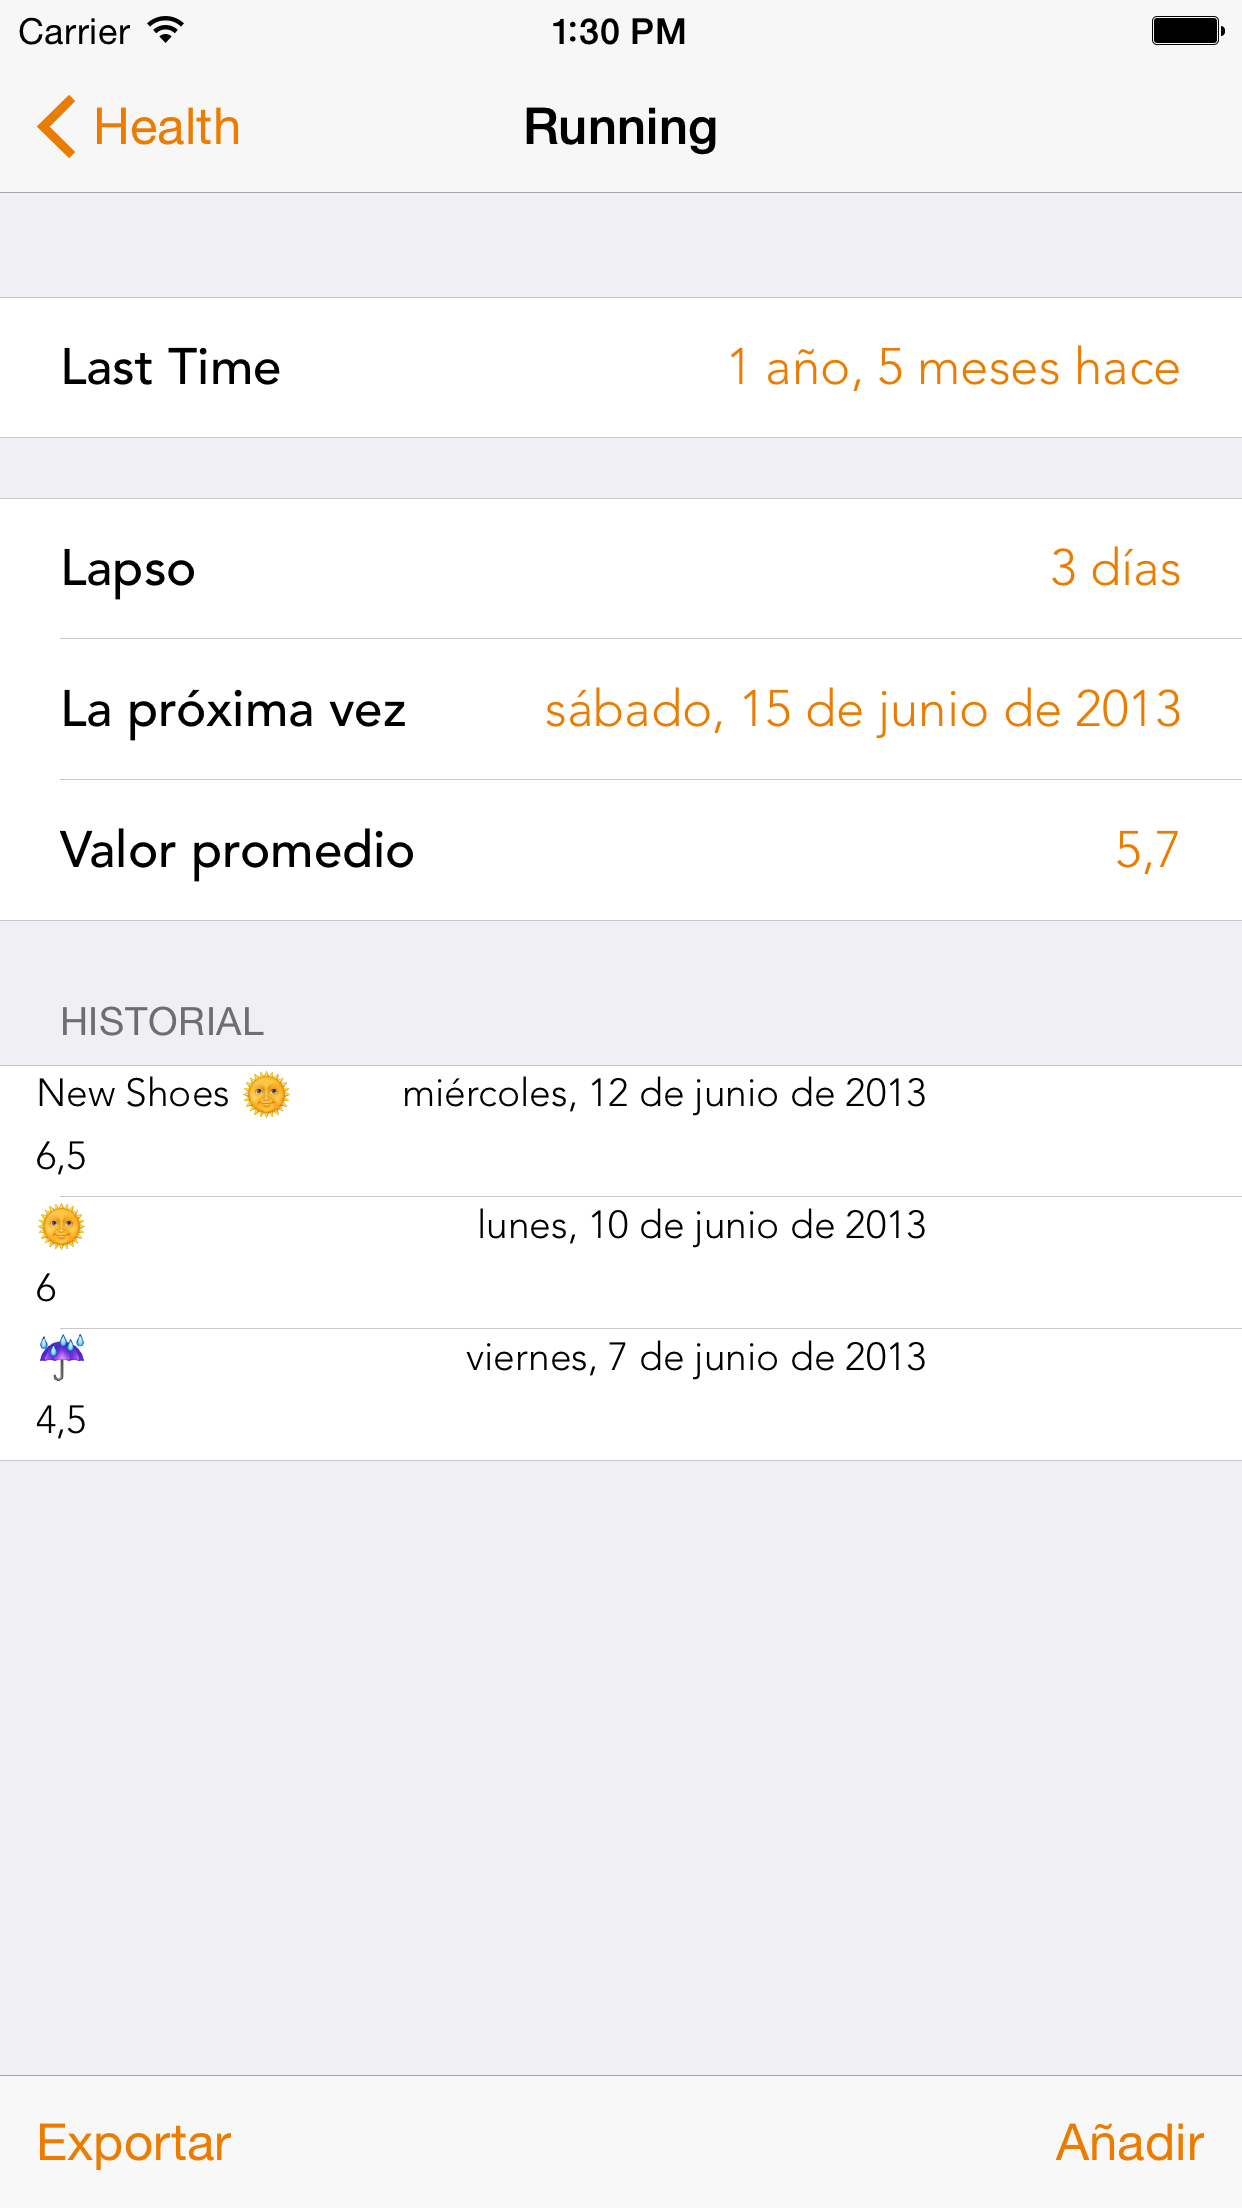 Carrier 1:30 PM
Health Running
Last Time 1 año, 5 meses hace
Lapso 3 días
La próxima vez sábado, 15 de junio de 2013
Valor promedio 5,7
HISTORIAL
New Shoes 🌞 miércoles, 12 de junio de 2013
6,5
🌞 lunes, 10 de junio de 2013
6
☔ viernes, 7 de junio de 2013
4,5
Exportar Añadir